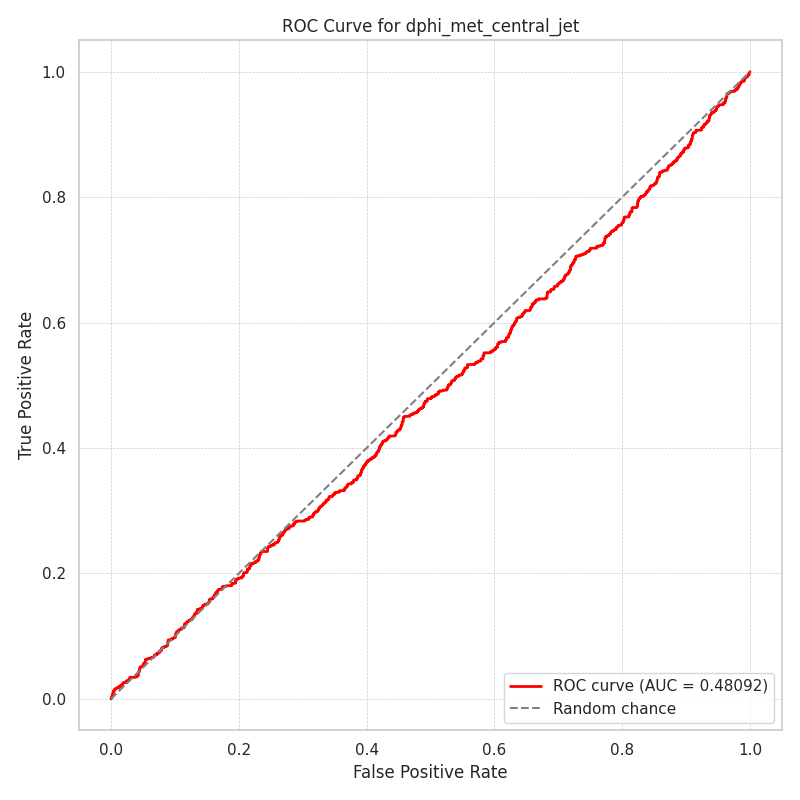 ROC Curve for dphi_met_central_jet
True Positive Rate
1.0
0.8
0.6
0.4
0.2
0.0
ROC curve (AUC = 0.48092)
Random chance
0.0 0.2 0.4 0.6 0.8 1.0
False Positive Rate